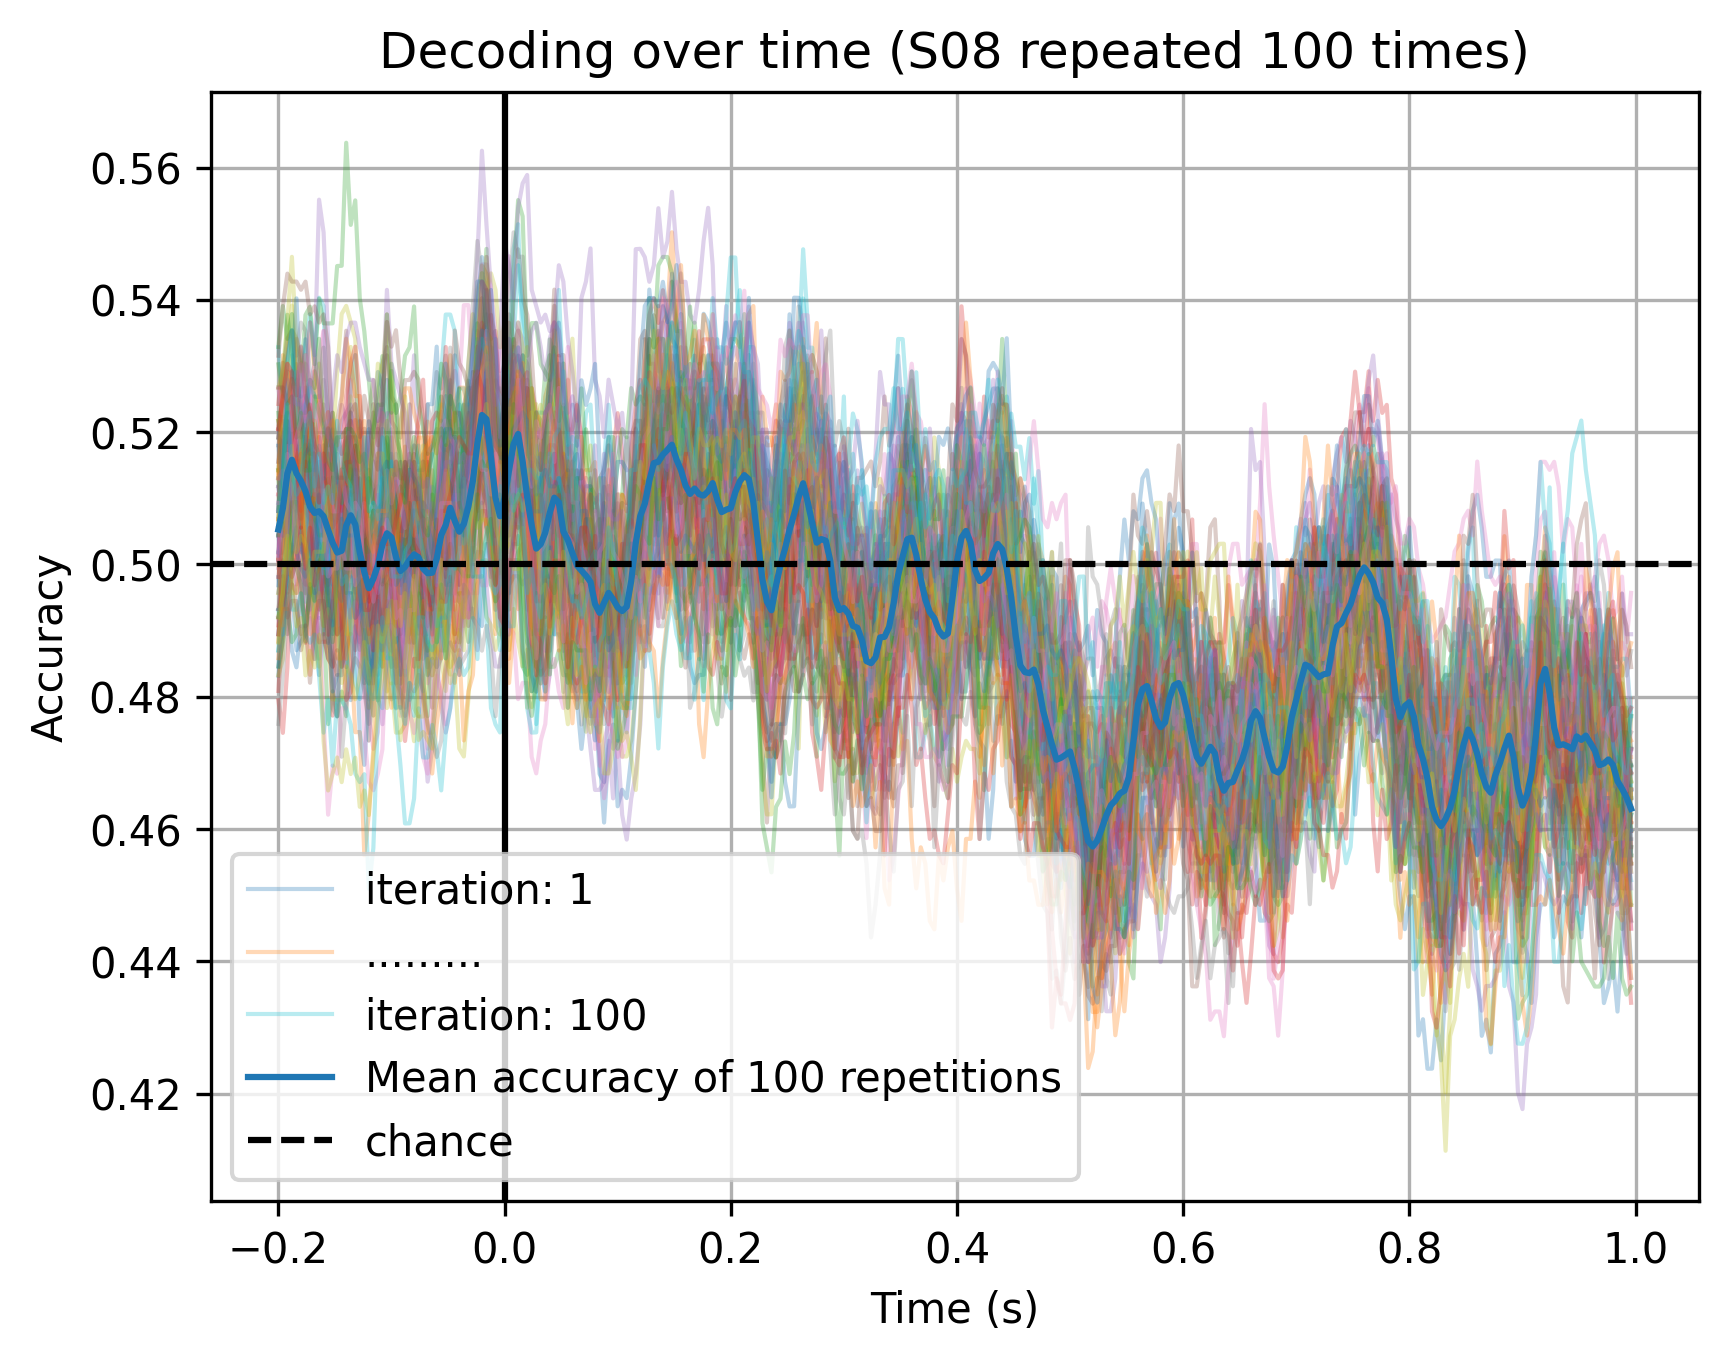 Decoding over time (S08 repeated 100 times)
Accuracy
0.56
0.54
0.52
0.50
0.48
0.46
0.44
0.42
iteration: 1
.........
iteration: 100
Mean accuracy of 100 repetitions
chance
−0.2 0.0 0.2 0.4 0.6 0.8 1.0
Time (s)